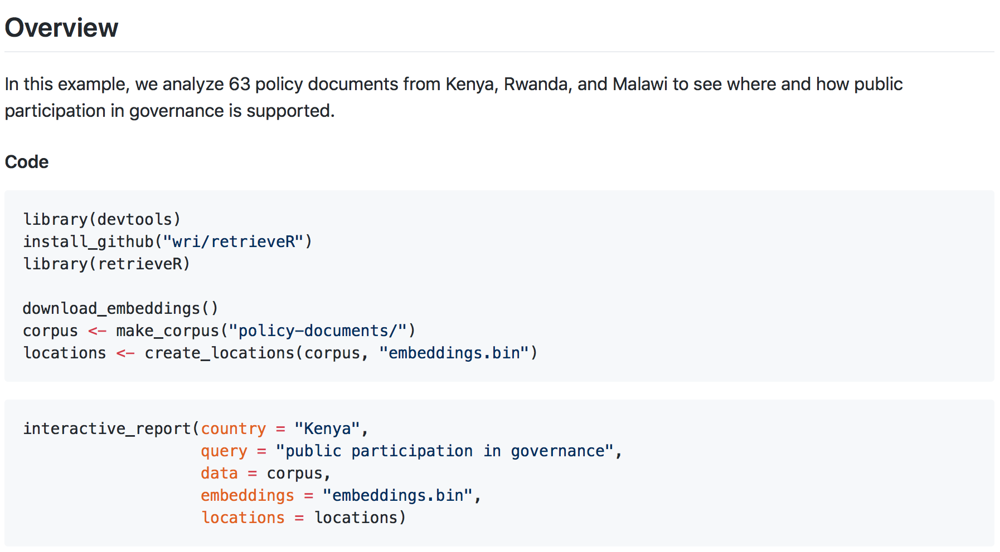 Overview
In this example, we analyze 63 policy documents from Kenya, Rwanda, and Malawi to see where and how public
participation in governance is supported.
Code
library(devtools)
install_github("wri/retrieveR")
library(retrieveR)
download_embeddings()
corpus <- make_corpus("policy-documents/")
locations <- create_locations(corpus, "embeddings.bin")
interactive_report(country = "Kenya",
query = "public participation in governance",
data = corpus,
embeddings = "embeddings.bin",
locations = locations)